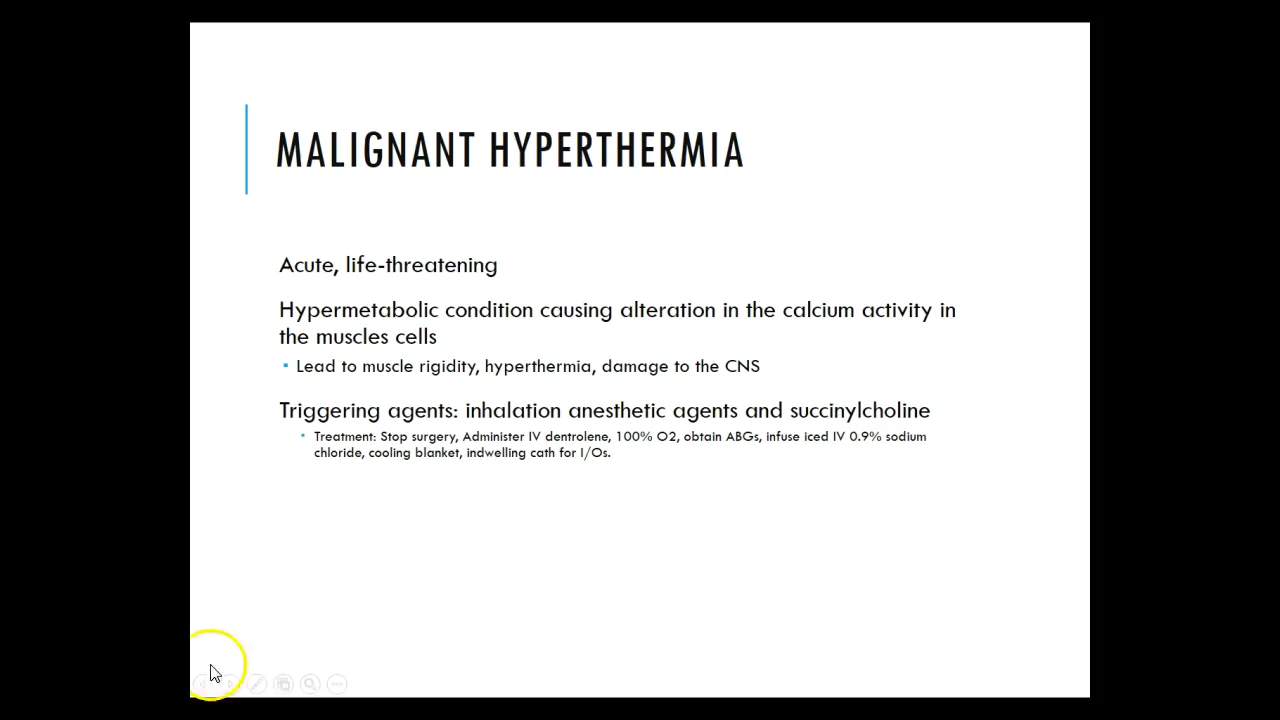 MALIGNANT HYPERTHERMIA
Acute, life-threatening
Hypermetabolic condition causing alteration in the calcium activity in
the muscles cells
Lead to muscle rigidity, hyperthermia, damage to the CNS
Triggering agents: inhalation anesthetic agents and succinylcholine
Treatment: Stop surgery, Administer IV dentrolene, 100% O2, obtain ABGs, infuse iced IV 0.9% sodium
chloride, cooling blanket, indwelling cath for I/Os.